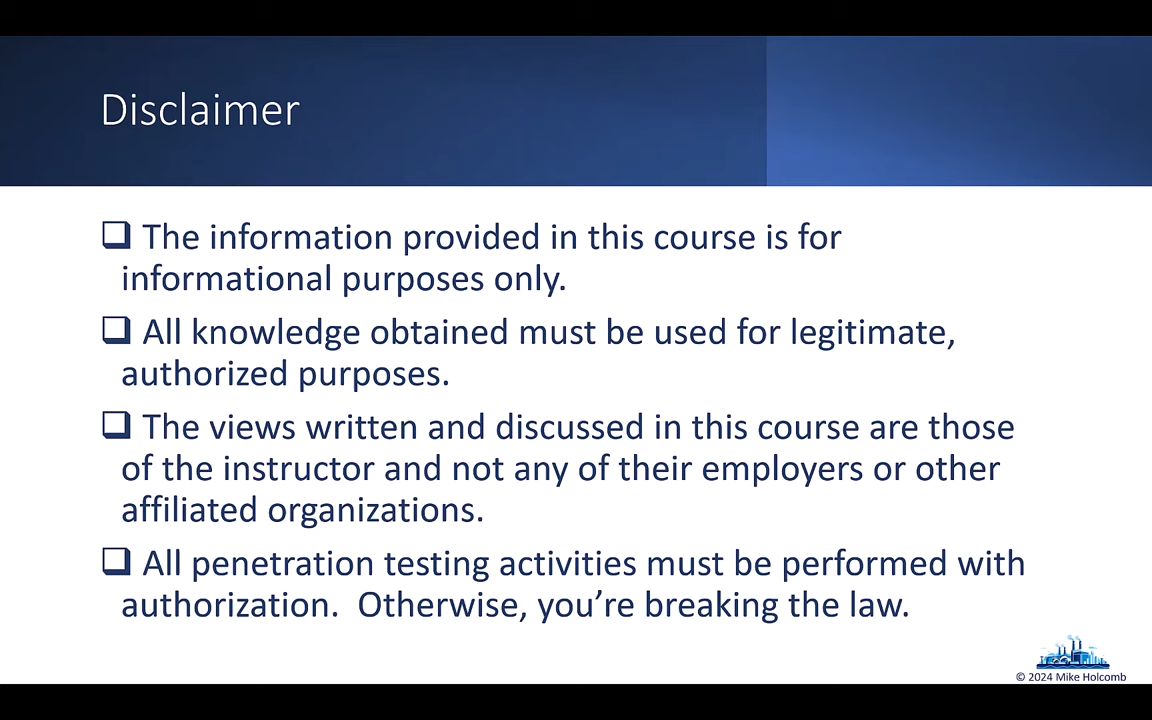 Disclaimer
❑ The information provided in this course is for
informational purposes only.
❑ All knowledge obtained must be used for legitimate,
authorized purposes.
❑ The views written and discussed in this course are those
of the instructor and not any of their employers or other
affiliated organizations.
❑ All penetration testing activities must be performed with
authorization.  Otherwise, you’re breaking the law.
© 2024 Mike Holcomb